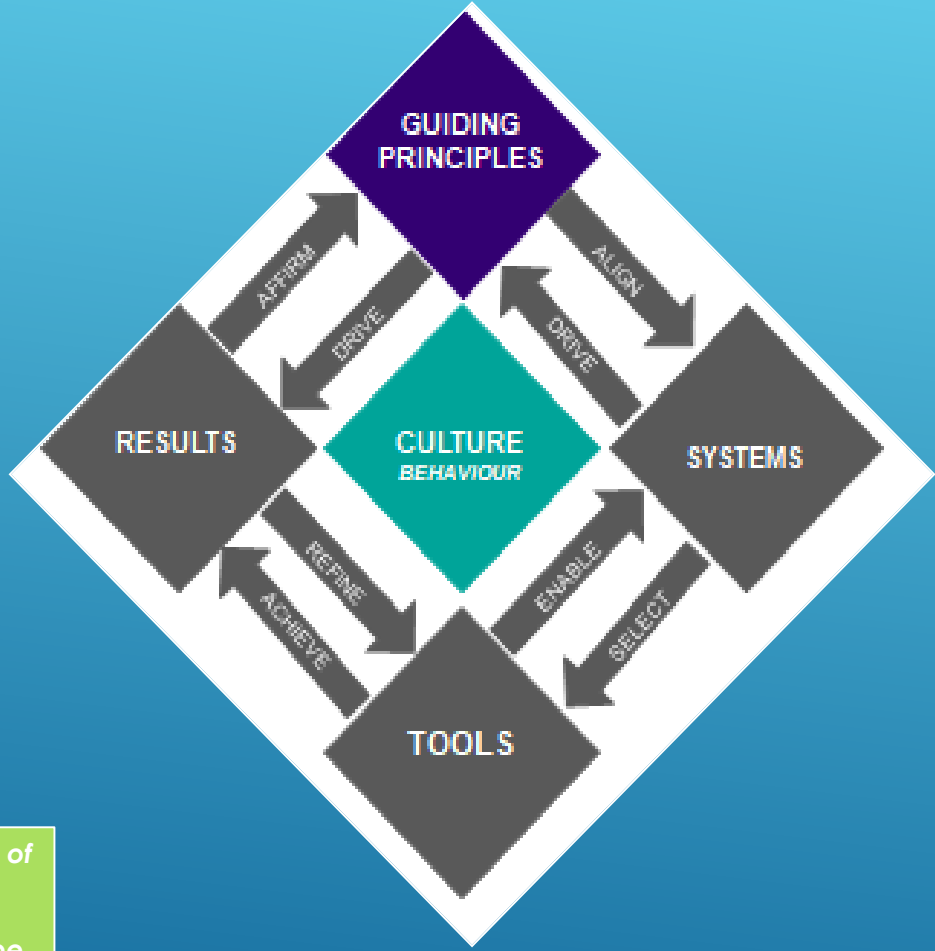 GUIDING
PRINCIPLES
AFFIRM
DRIVE
ALIGN
DRIVE
RESULTS
CULTURE
BEHAVIOUR
SYSTEMS
REFINE
ACHIEVE
ENABLE
SELECT
TOOLS
of